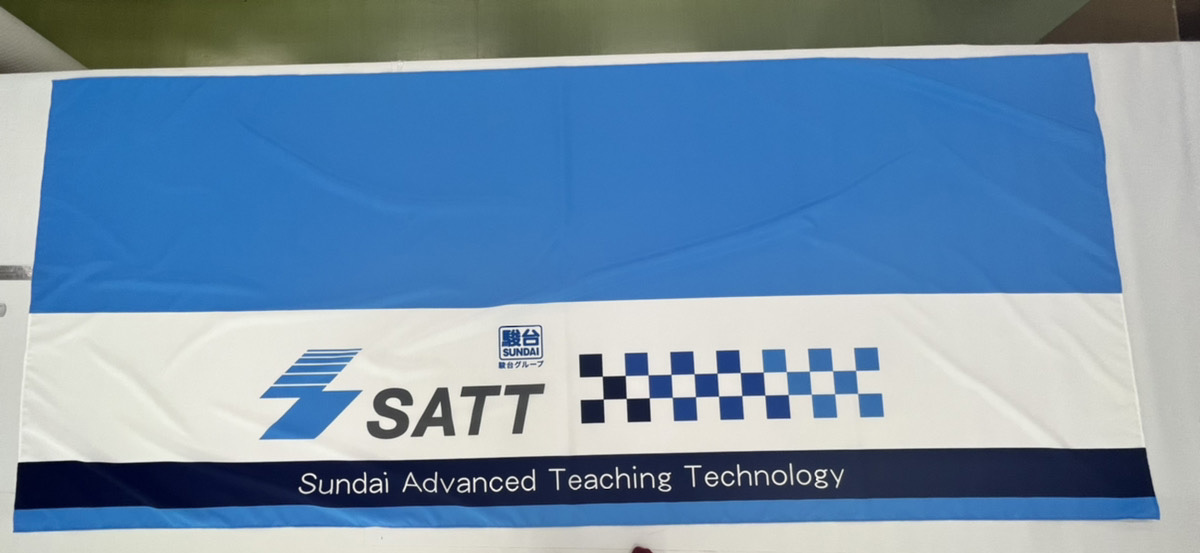 駿台
SUNDAI
駿台グループ
SATT
Sundai Advanced Teaching Technology